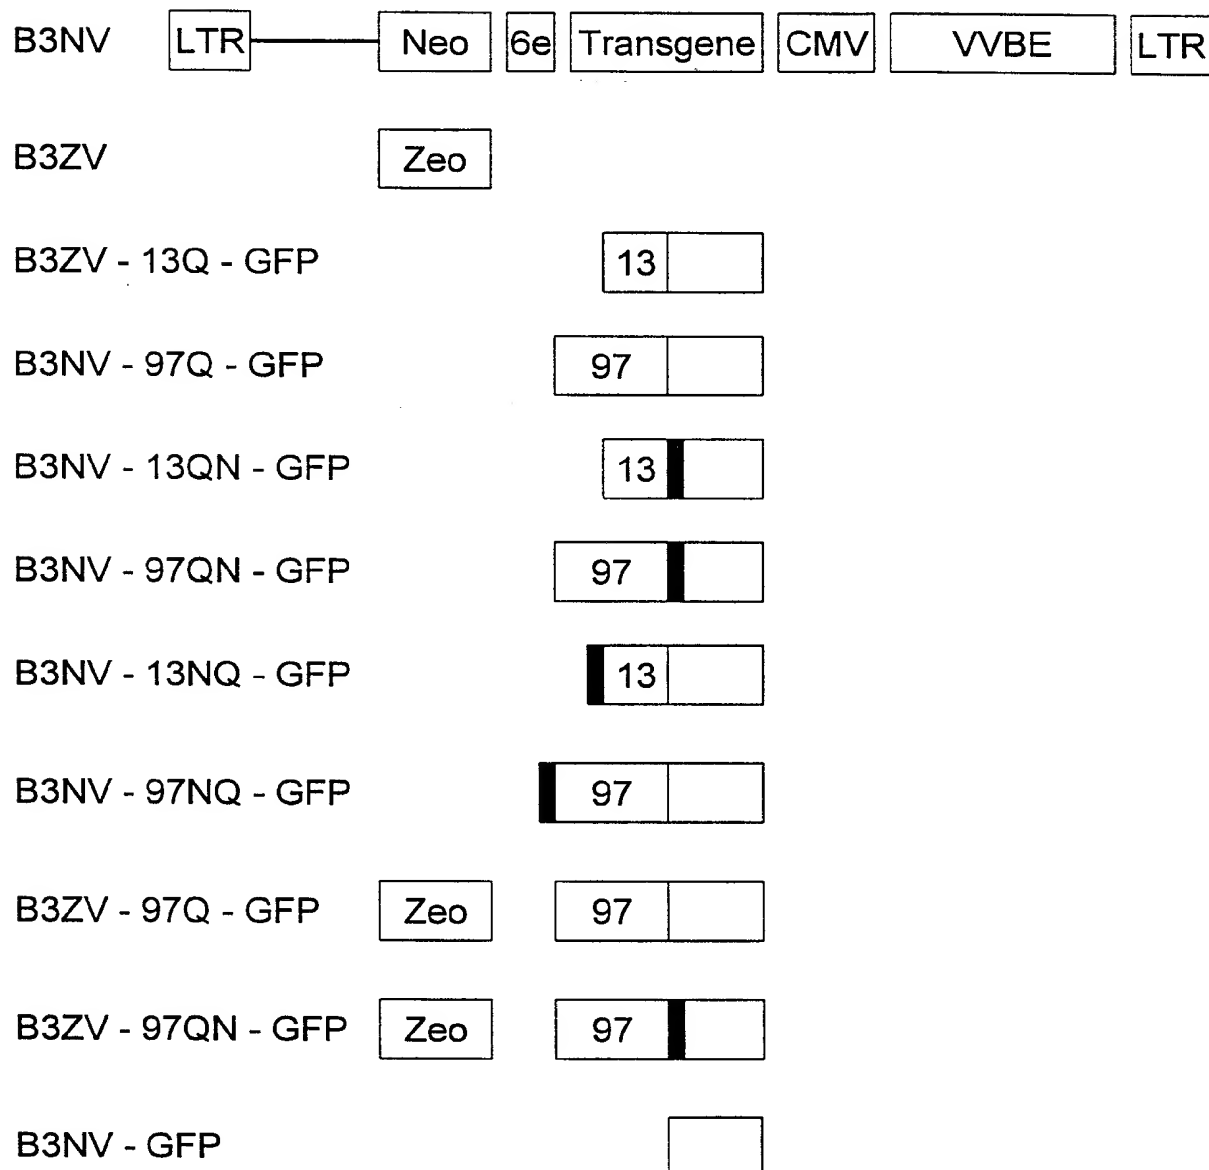 B3NV LTR Neo 6e Transgene CMV VVBE LTR
B3ZV Zeo
B3ZV - 13Q - GFP 13
B3NV - 97Q - GFP 97
B3NV - 13QN - GFP 13
B3NV - 97QN - GFP 97
B3NV - 13NQ - GFP 13
B3NV - 97NQ - GFP 97
B3ZV - 97Q - GFP Zeo 97
B3ZV - 97QN - GFP Zeo 97
B3NV - GFP